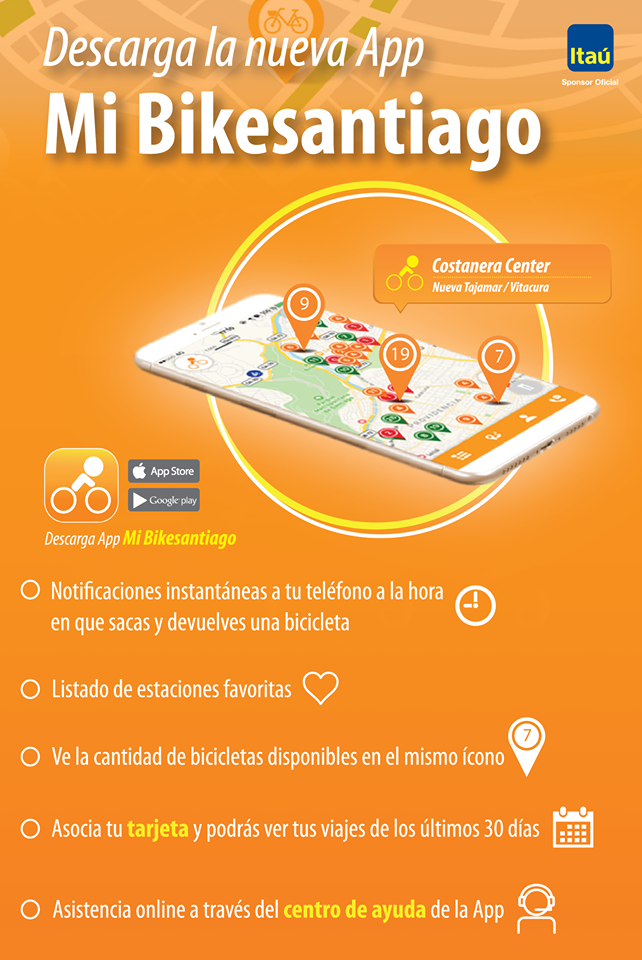 Descarga la nueva App
Itaú
Sponsor Oficial
Mi Bikesantiago
Costanera Center
Nueva Tajamar / Vitacura
9
19
7
PROVIDENCIA
App Store
Google play
Descarga App Mi Bikesantiago
Notificaciones instantáneas a tu teléfono a la hora
en que sacas y devuelves una bicicleta
Listado de estaciones favoritas
Ve la cantidad de bicicletas disponibles en el mismo ícono
7
Asocia tu tarjeta y podrás ver tus viajes de los últimos 30 días
Asistencia online a través del centro de ayuda de la App